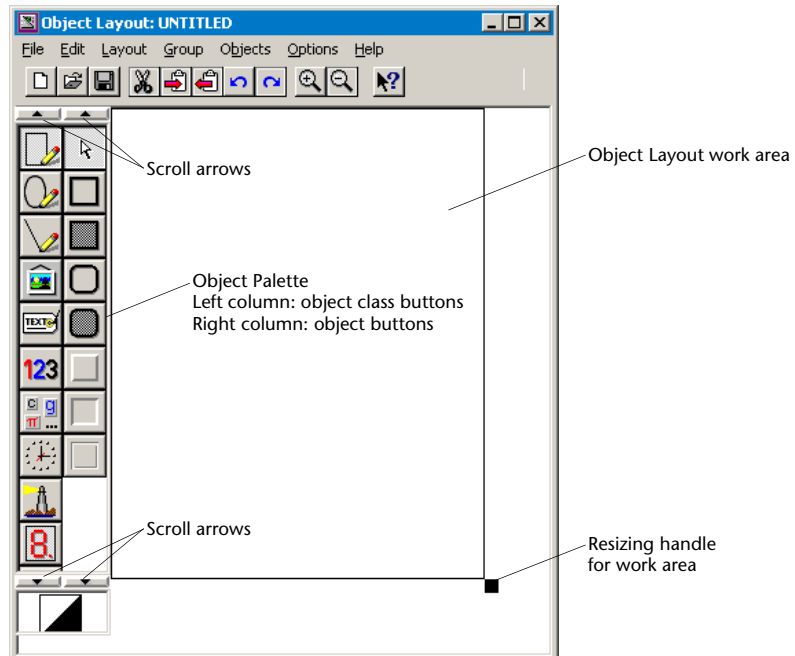 Object Layout: UNTITLED
File Edit Layout Group Objects Options Help
Scroll arrows
Object Layout work area
Object Palette
Left column: object class buttons
Right column: object buttons
TEXT
123
c g
π ...
8.
Scroll arrows
Resizing handle
for work area